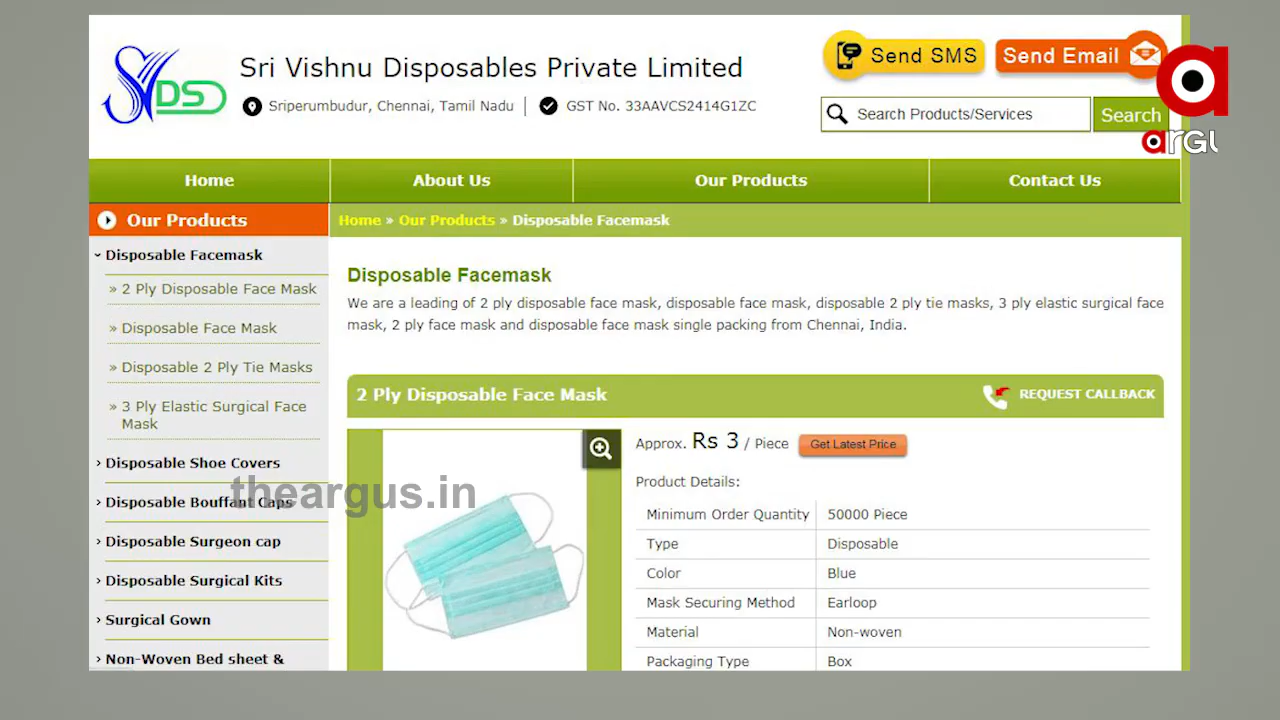 Sri Vishnu Disposables Private Limited
Sriperumbudur, Chennai, Tamil Nadu
GST No. 33AAVCS2414G1ZC
Send SMS
Send Email
Search Products/Services
Search
argu
Home
About Us
Our Products
Contact Us
Our Products
Home » Our Products » Disposable Facemask
Disposable Facemask
» 2 Ply Disposable Face Mask
» Disposable Face Mask
» Disposable 2 Ply Tie Masks
» 3 Ply Elastic Surgical Face
Mask
Disposable Shoe Covers
Disposable Bouffant Caps
Disposable Surgeon cap
Disposable Surgical Kits
Surgical Gown
Non-Woven Bed sheet &
Disposable Facemask
We are a leading of 2 ply disposable face mask, disposable face mask, disposable 2 ply tie masks, 3 ply elastic surgical face
mask, 2 ply face mask and disposable face mask single packing from Chennai, India.
2 Ply Disposable Face Mask
REQUEST CALLBACK
Approx. Rs 3 / Piece
Get Latest Price
Product Details:
Minimum Order Quantity 50000 Piece
Type Disposable
Color Blue
Mask Securing Method Earloop
Material Non-woven
Packaging Type Box
theargus.in